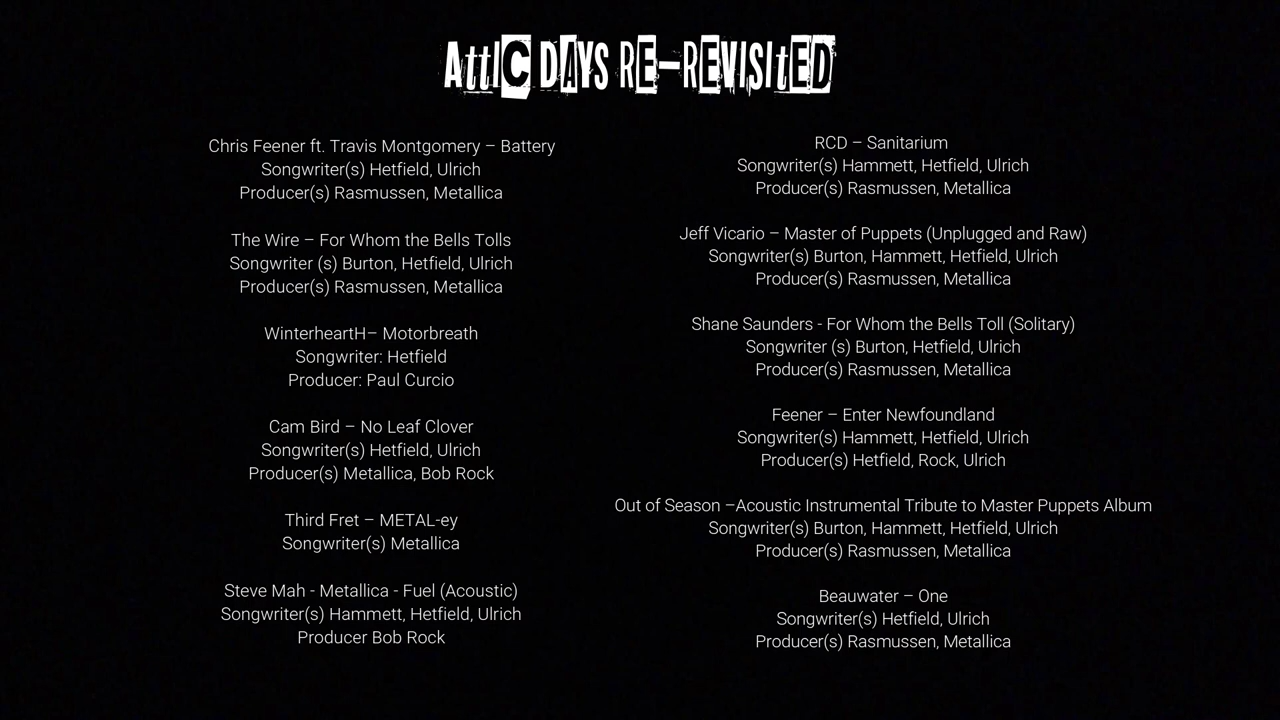 AttIC DAYS RE-REVISItED
Chris Feener ft. Travis Montgomery – Battery
Songwriter(s) Hetfield, Ulrich
Producer(s) Rasmussen, Metallica
The Wire – For Whom the Bells Tolls
Songwriter (s) Burton, Hetfield, Ulrich
Producer(s) Rasmussen, Metallica
WinterheartH– Motorbreath
Songwriter: Hetfield
Producer: Paul Curcio
Cam Bird – No Leaf Clover
Songwriter(s) Hetfield, Ulrich
Producer(s) Metallica, Bob Rock
Third Fret – METAL-ey
Songwriter(s) Metallica
Steve Mah - Metallica - Fuel (Acoustic)
Songwriter(s) Hammett, Hetfield, Ulrich
Producer Bob Rock
RCD – Sanitarium
Songwriter(s) Hammett, Hetfield, Ulrich
Producer(s) Rasmussen, Metallica
Jeff Vicario – Master of Puppets (Unplugged and Raw)
Songwriter(s) Burton, Hammett, Hetfield, Ulrich
Producer(s) Rasmussen, Metallica
Shane Saunders - For Whom the Bells Toll (Solitary)
Songwriter (s) Burton, Hetfield, Ulrich
Producer(s) Rasmussen, Metallica
Feener – Enter Newfoundland
Songwriter(s) Hammett, Hetfield, Ulrich
Producer(s) Hetfield, Rock, Ulrich
Out of Season –Acoustic Instrumental Tribute to Master Puppets Album
Songwriter(s) Burton, Hammett, Hetfield, Ulrich
Producer(s) Rasmussen, Metallica
Beauwater – One
Songwriter(s) Hetfield, Ulrich
Producer(s) Rasmussen, Metallica